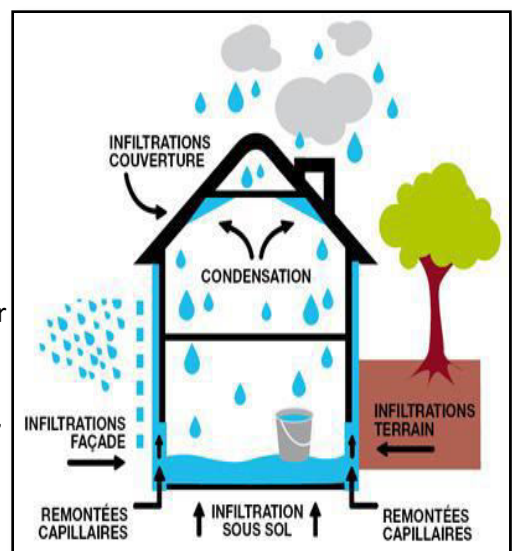 INFILTRATIONS
COUVERTURE
CONDENSATION
r
INFILTRATIONS
FAÇADE
INFILTRATIONS
TERRAIN
REMONTÉES
CAPILLAIRES
INFILTRATION
SOUS SOL
REMONTÉES
CAPILLAIRES